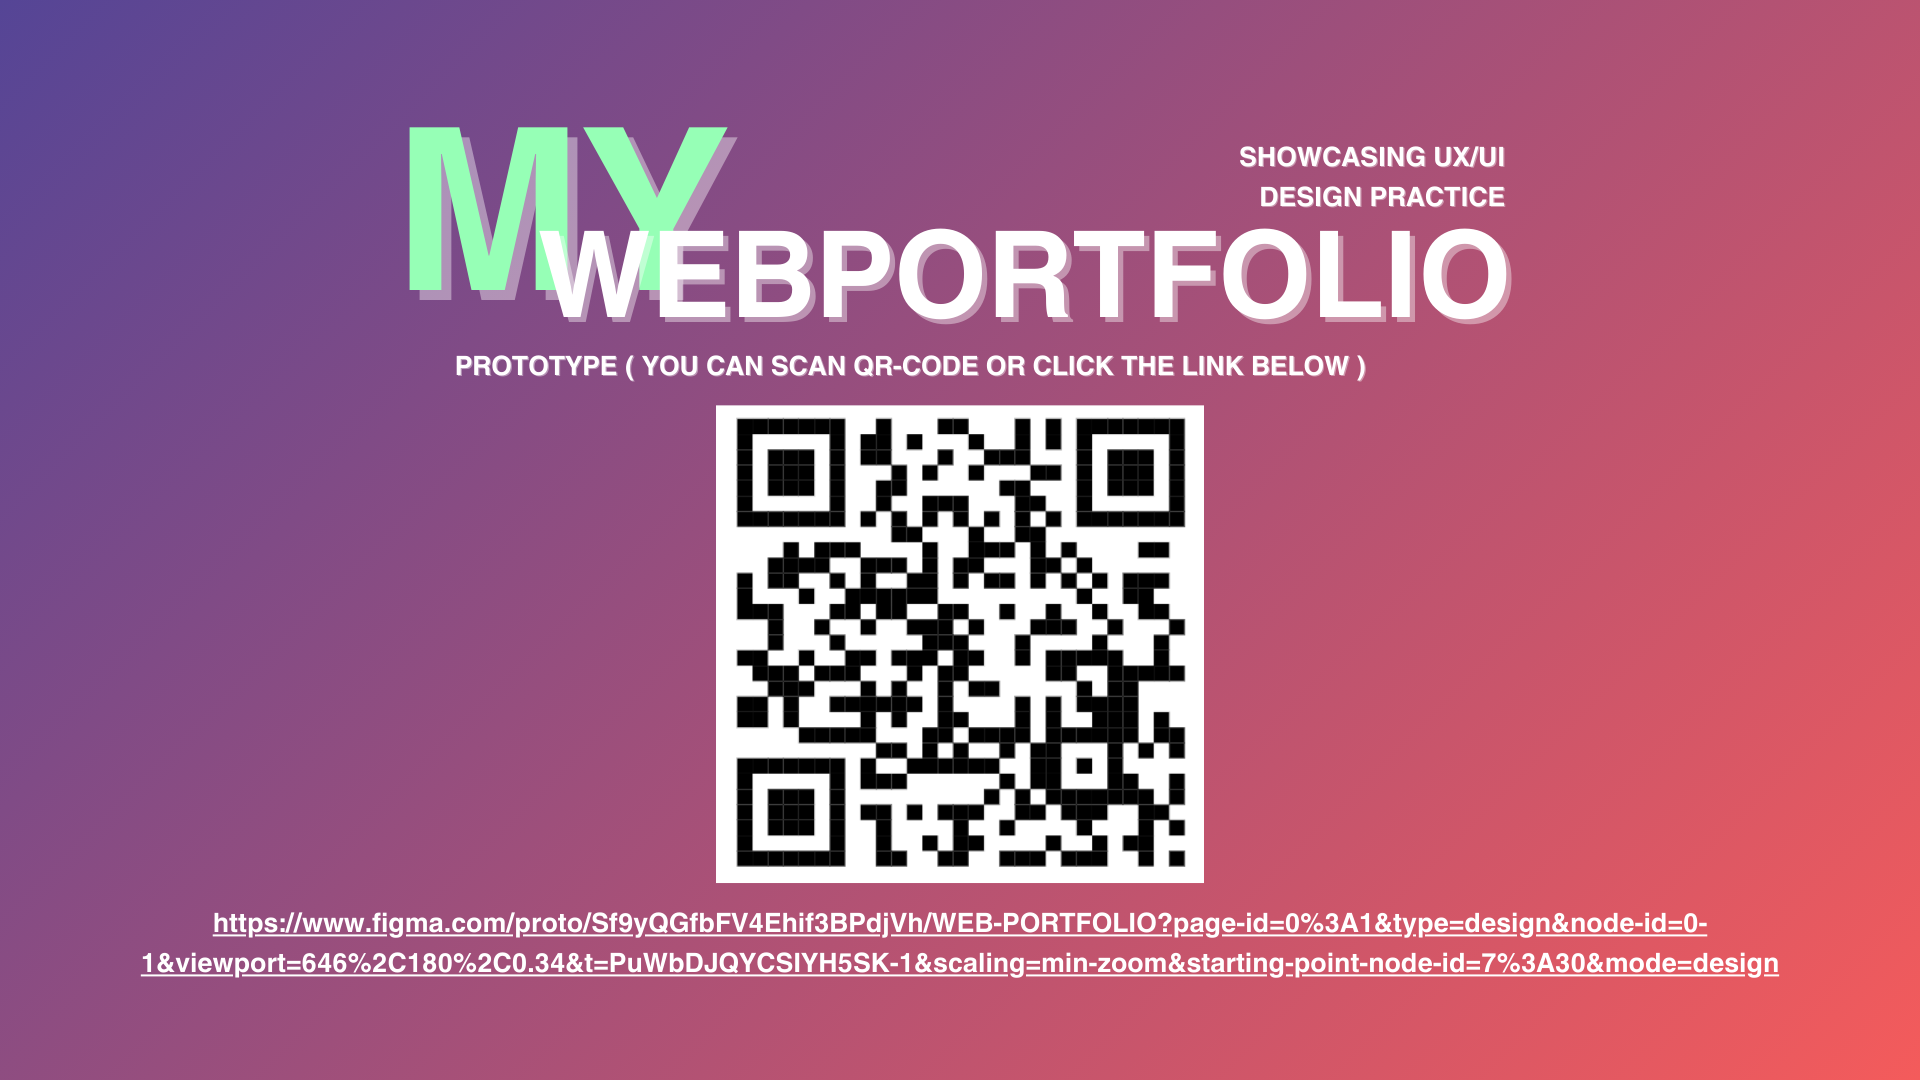 MY
SHOWCASING UX/UI
DESIGN PRACTICE
WEBPORTFOLIO
PROTOTYPE ( YOU CAN SCAN QR-CODE OR CLICK THE LINK BELOW )
https://www.figma.com/proto/Sf9yQGfbFV4Ehif3BPdjVh/WEB-PORTFOLIO?page-id=0%3A1&type=design&node-id=0-
1&viewport=646%2C180%2C0.34&t=PuWbDJQYCSIYH5SK-1&scaling=min-zoom&starting-point-node-id=7%3A30&mode=design